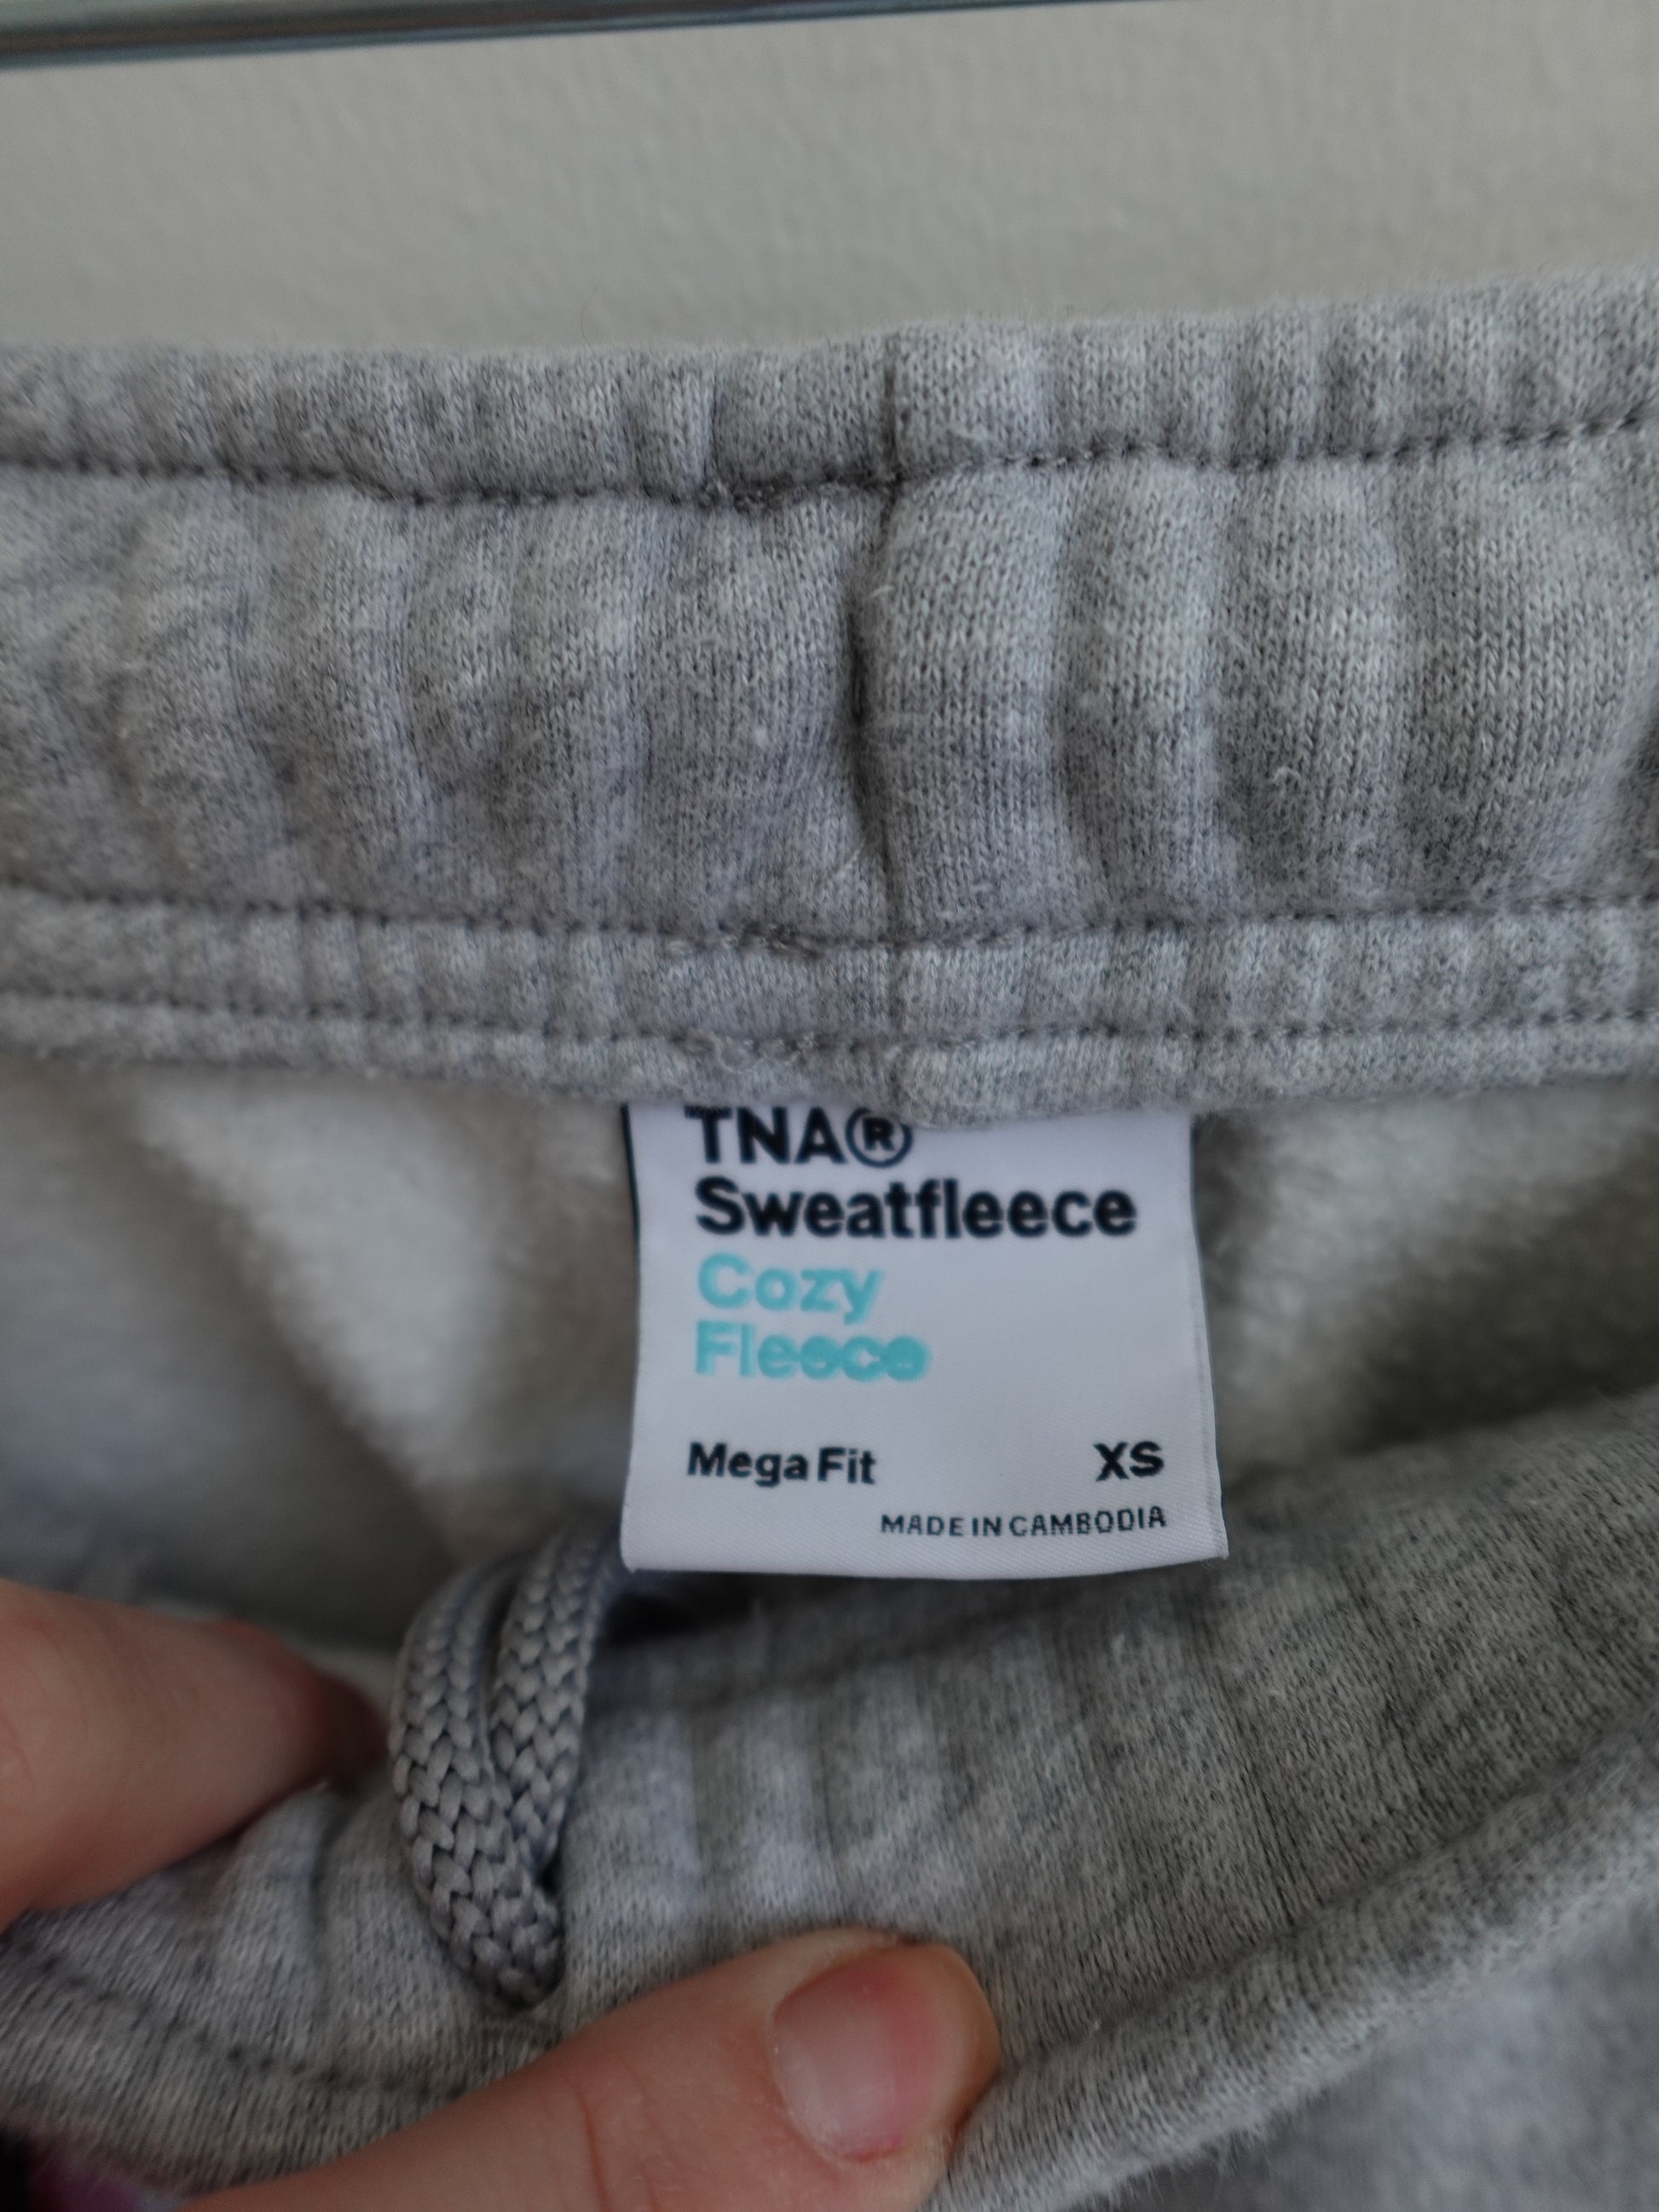 TNA®
Sweatfleece
Cozy
Fleece
Mega Fit XS
MADE IN CAMBODIA